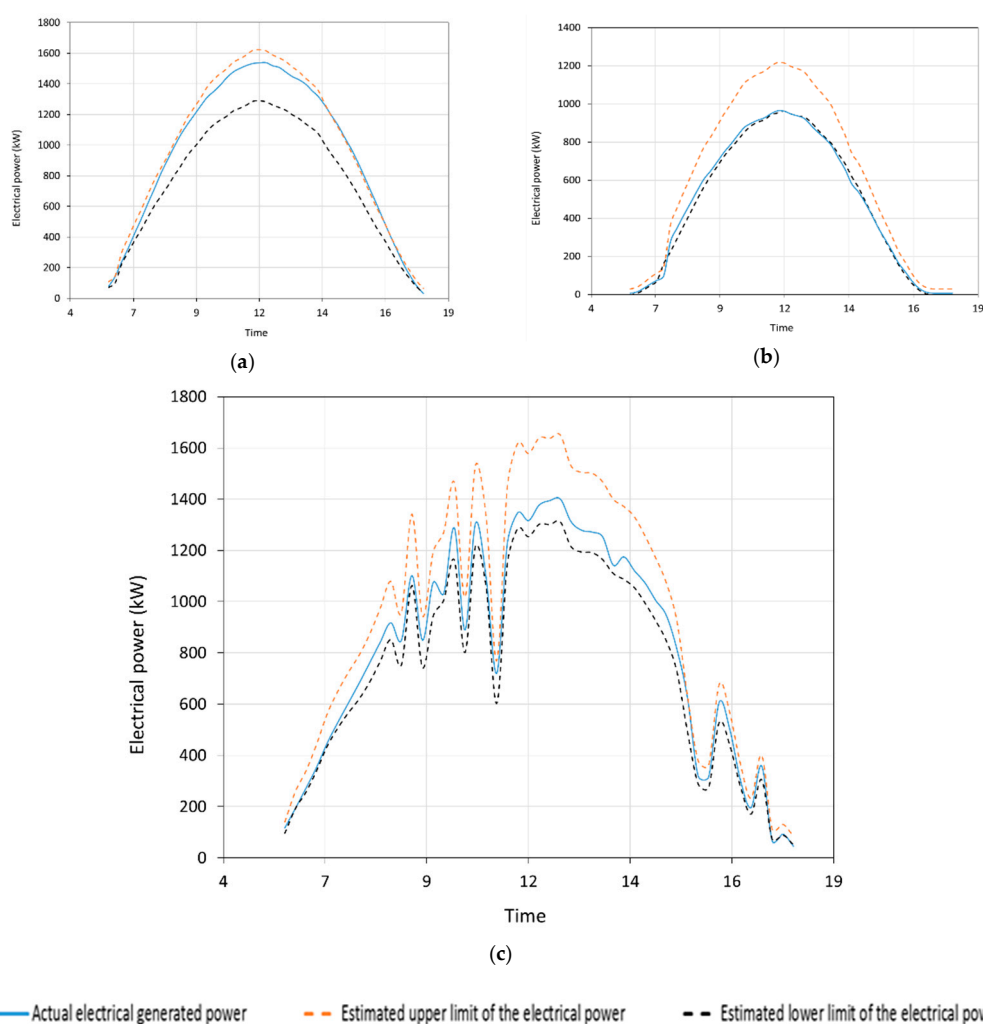 1800
1600
1400
1200
1000
800
600
400
200
0
Electrical power (kW)
4 7 9 12 14 16 19
Time
(a)
1400
1200
1000
800
600
400
200
0
Electrical power (kW)
4 7 9 12 14 16 19
Time
(b)
1800
1600
1400
1200
1000
800
600
400
200
0
Electrical power (kW)
4 7 9 12 14 16 19
Time
(c)
Actual electrical generated power Estimated upper limit of the electrical power Estimated lower limit of the electrical pow